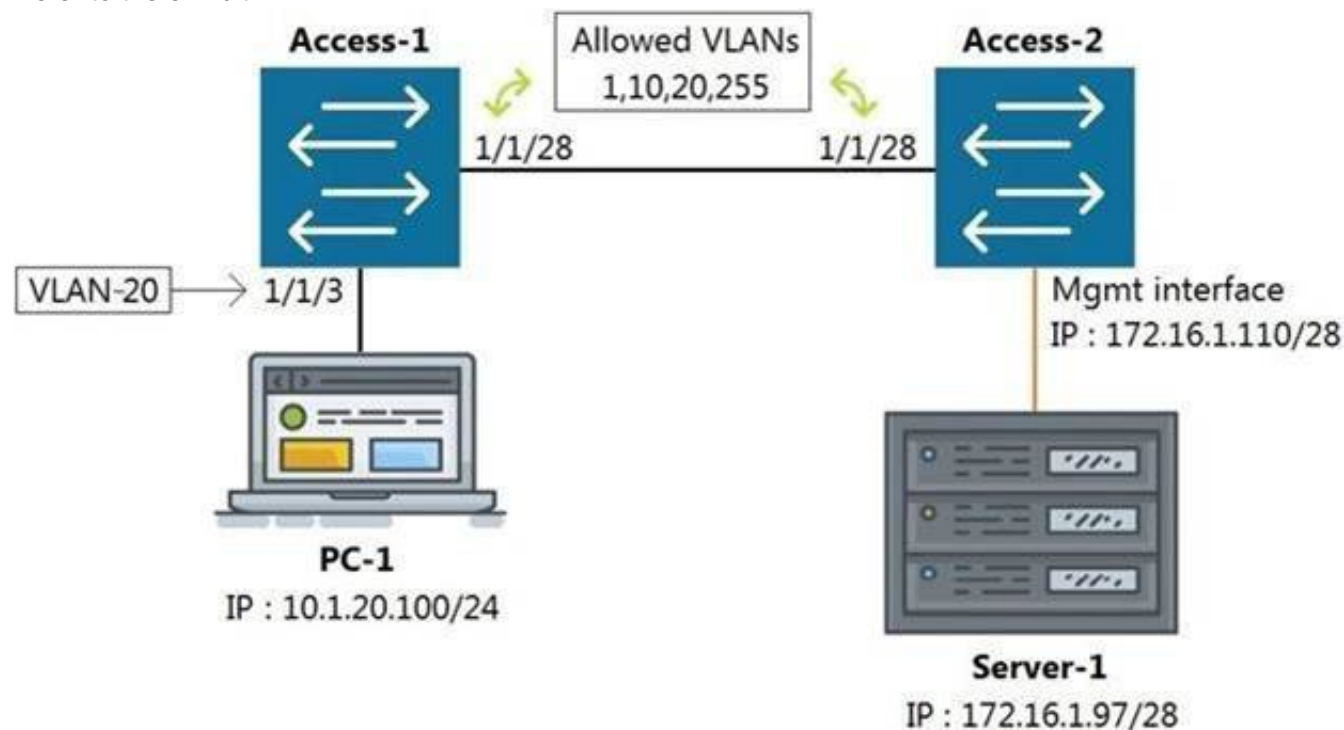 Access-1
Allowed VLANs
1,10,20,255
Access-2
1/1/28
1/1/28
VLAN-20
1/1/3
Mgmt interface
IP : 172.16.1.110/28
PC-1
IP : 10.1.20.100/24
Server-1
IP : 172.16.1.97/28